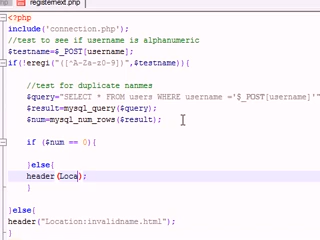 registernext.php
<?php
include('connection.php');
//test to see if username is alphanumeric
$testname=$_POST[username];
if(!eregi("([^A-Za-z0-9])",$testname)){
//test for duplicate nanmes
$query="SELECT * FROM users WHERE username ='$_POST[username]'"
$result=mysql_query($query);
$num=mysql_num_rows($result);
if ($num == 0){
}else{
header(Loca);
}
}else{
header("Location:invalidname.html");
}